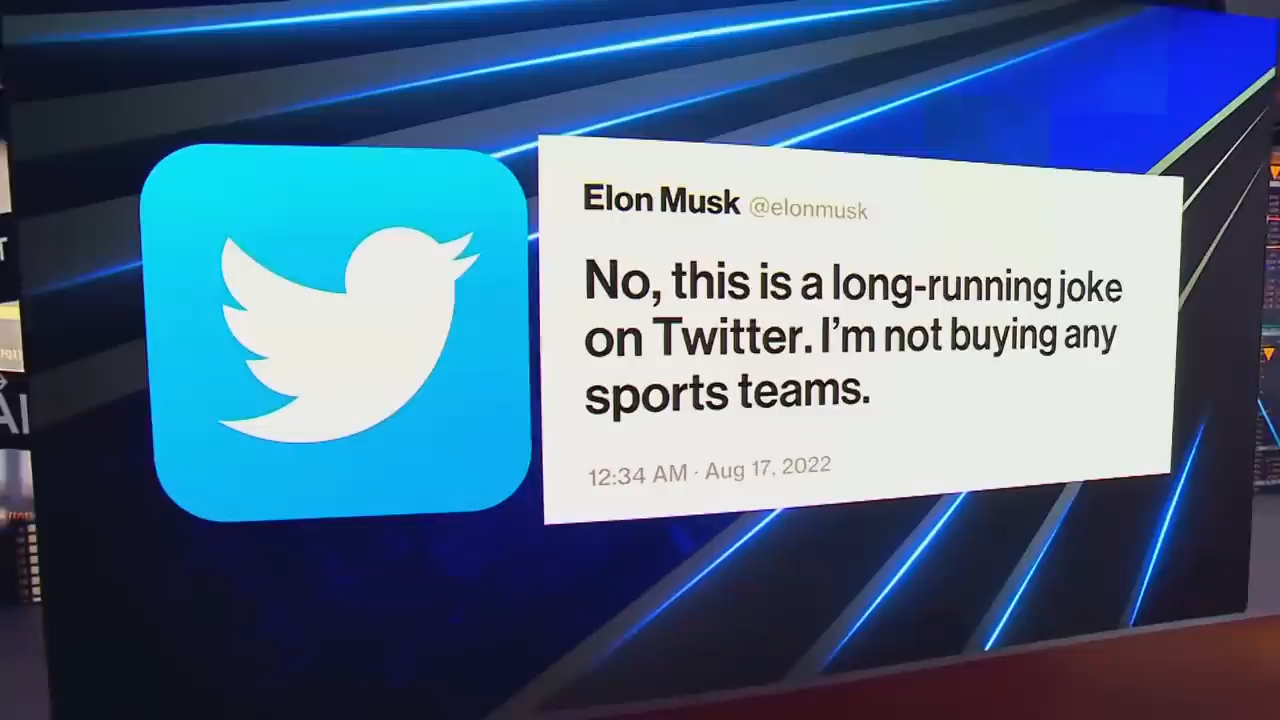 Elon Musk @elonmusk
No, this is a long-running joke
on Twitter. I'm not buying any
sports teams.
12:34 AM · Aug 17, 2022